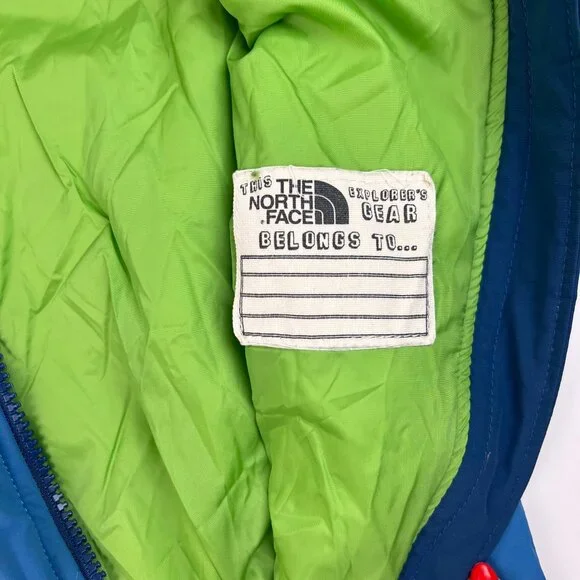 THIS THE NORTH FACE EXPLORER'S GEAR
BELONGS TO...